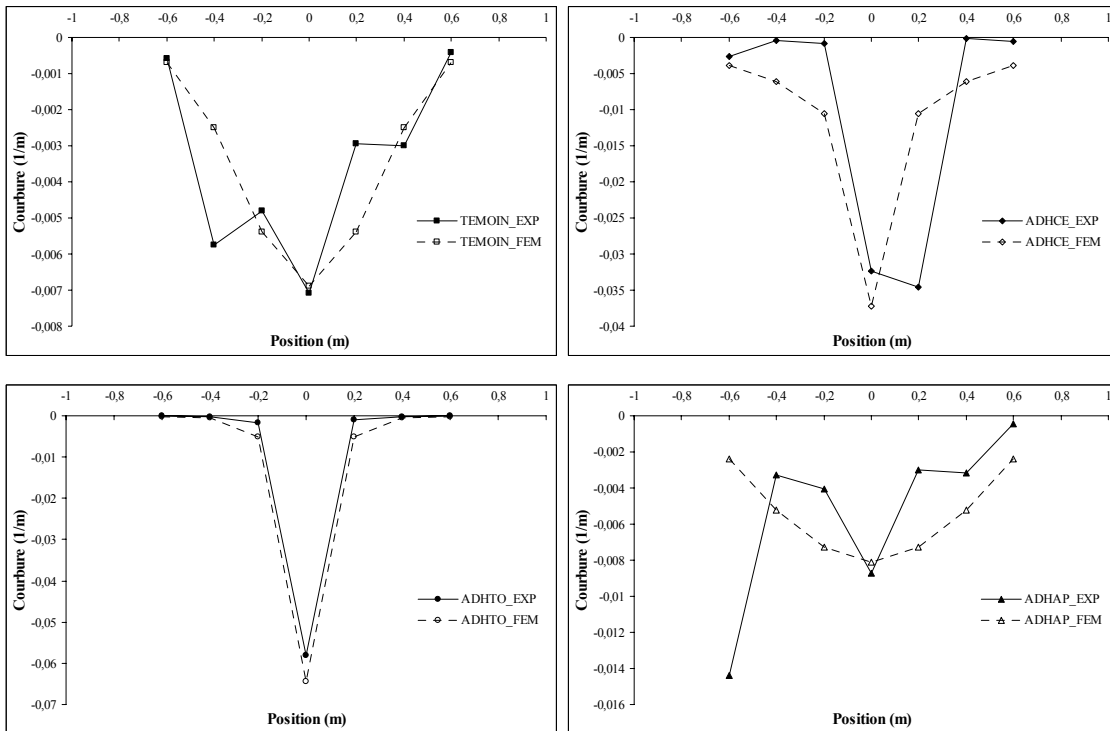 -1 -0,8 -0,6 -0,4 -0,2 0 0,2 0,4 0,6 0,8 1
0
-0,001
-0,002
-0,003
-0,004
-0,005
-0,006
-0,007
-0,008
Courbure (1/m)
TEMOIN_EXP
TEMOIN_FEM
Position (m)
-1 -0,8 -0,6 -0,4 -0,2 0 0,2 0,4 0,6 0,8 1
0
-0,005
-0,01
-0,015
-0,02
-0,025
-0,03
-0,035
-0,04
Courbure (1/m)
ADHCE_EXP
ADHCE_FEM
Position (m)
-1 -0,8 -0,6 -0,4 -0,2 0 0,2 0,4 0,6 0,8 1
0
-0,01
-0,02
-0,03
-0,04
-0,05
-0,06
-0,07
Courbure (1/m)
ADHTO_EXP
ADHTO_FEM
Position (m)
-1 -0,8 -0,6 -0,4 -0,2 0 0,2 0,4 0,6 0,8 1
0
-0,002
-0,004
-0,006
-0,008
-0,01
-0,012
-0,014
-0,016
Courbure (1/m)
ADHAP_EXP
ADHAP_FEM
Position (m)